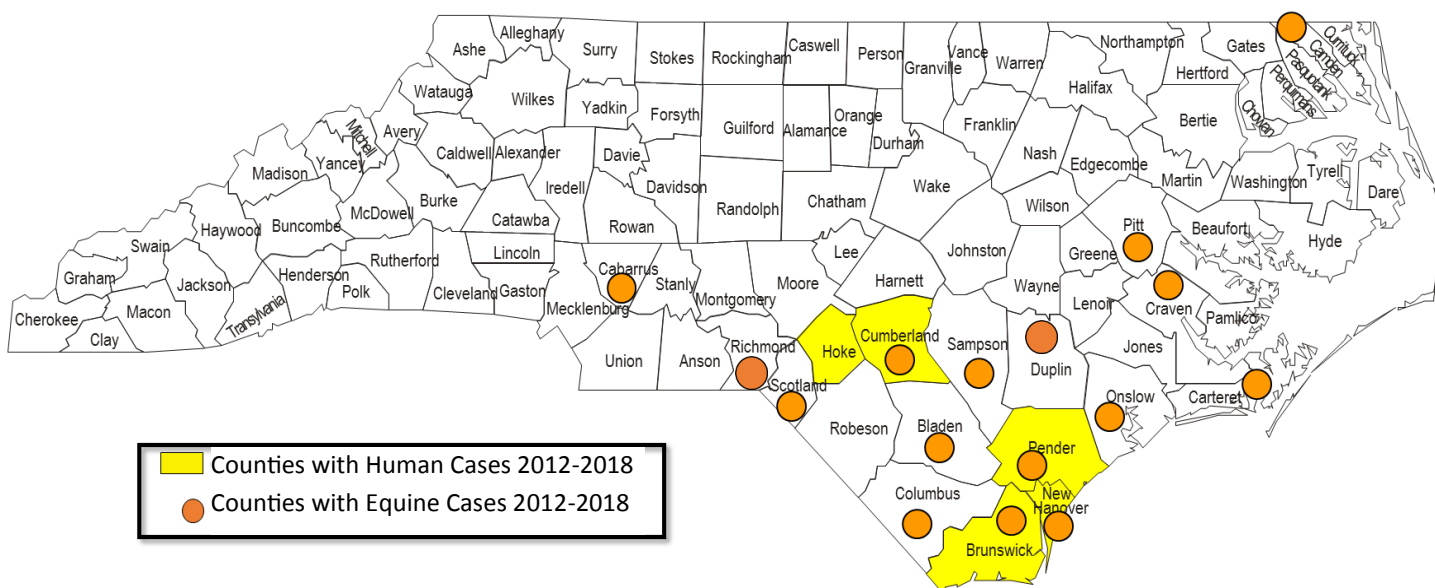 Alleghany
Ashe
Surry
Stokes
Rockingham
Caswell
Person
Vance
Granville
Warren
Northampton
Gates
Hertford
Currituck
Camden
Pasquotank
Perquimans
Chowan
Halifax
Watauga
Wilkes
Yadkin
Forsyth
Guilford
Alamance
Orange
Durham
Franklin
Bertie
Mitchell
Avery
Caldwell
Alexander
Davie
Nash
Edgecombe
Madison
Yancey
Iredell
Davidson
Wake
Martin
Washington
Tyrell
Dare
Burke
McDowell
Catawba
Rowan
Randolph
Chatham
Wilson
Haywood
Buncombe
Swain
Lincoln
Lee
Johnston
Greene
Pitt
Beaufort
Hyde
Graham
Jackson
Henderson
Rutherford
Polk
Cleveland
Gaston
Cabarrus
Stanly
Montgomery
Moore
Harnett
Wayne
Lenoir
Craven
Pamlico
Cherokee
Macon
Clay
Transylvania
Mecklenburg
Union
Anson
Richmond
Hoke
Cumberland
Sampson
Duplin
Jones
Scotland
Onslow
Carteret
Robeson
Bladen
Pender
Columbus
New
Hanover
Brunswick
Counties with Human Cases 2012-2018
Counties with Equine Cases 2012-2018